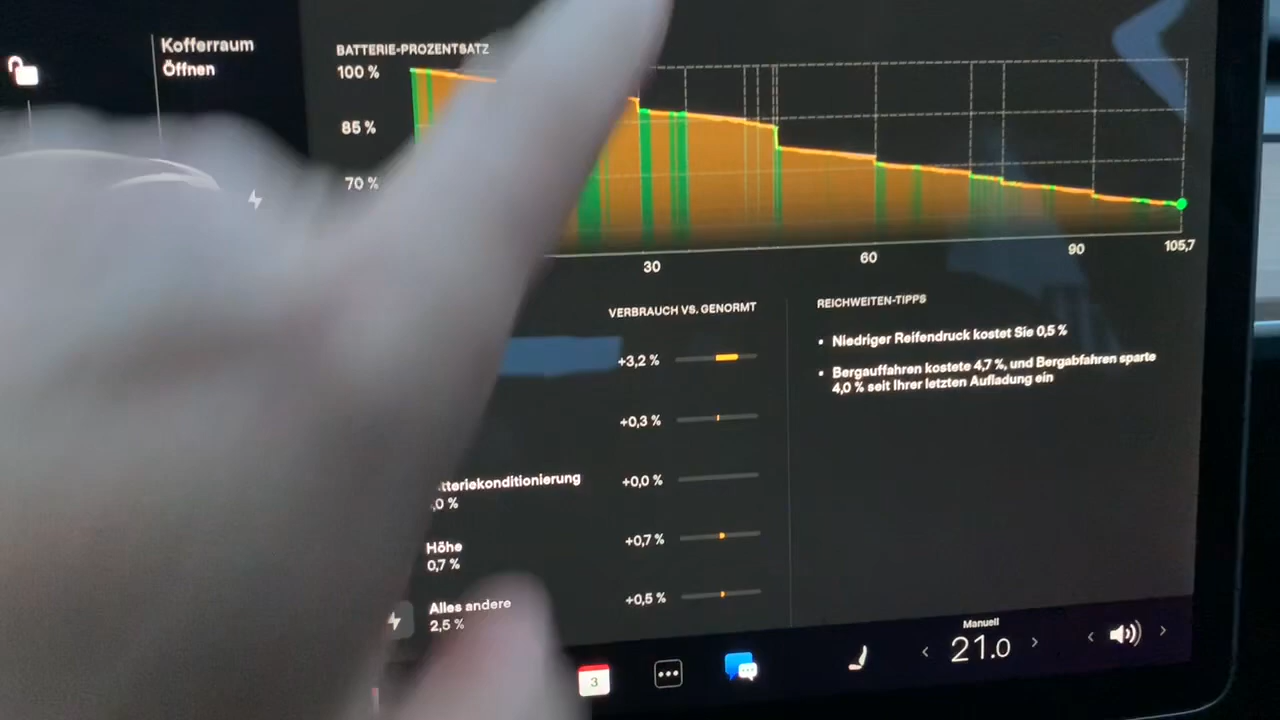 Kofferraum
Öffnen
BATTERIE-PROZENTSATZ
100 %
85 %
70 %
30
60
90
105,7
VERBRAUCH VS. GENORMT
+3,2 %
+0,3 %
tteriekonditionierung
,0 %
+0,0 %
Höhe
0,7 %
+0,7 %
Alles andere
2,5 %
+0,5 %
REICHWEITEN-TIPPS
• Niedriger Reifendruck kostet Sie 0,5 %
• Bergauffahren kostete 4,7 %, und Bergabfahren sparte
4,0 % seit Ihrer letzten Aufladung ein
3
Manuell
21.0